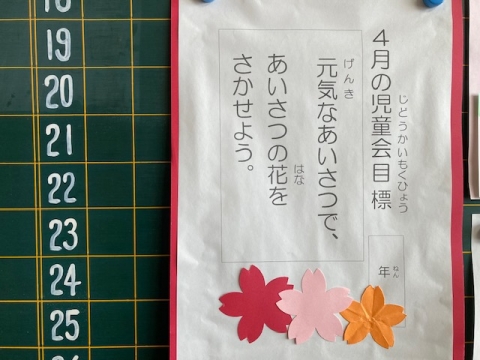 18
19
20
21
22
23
24
25
4月の児童会目標
じどうかいもくひょう
元気なあいさつで、
げんき
あいさつの花を
はな
さかせよう。
年
ねん